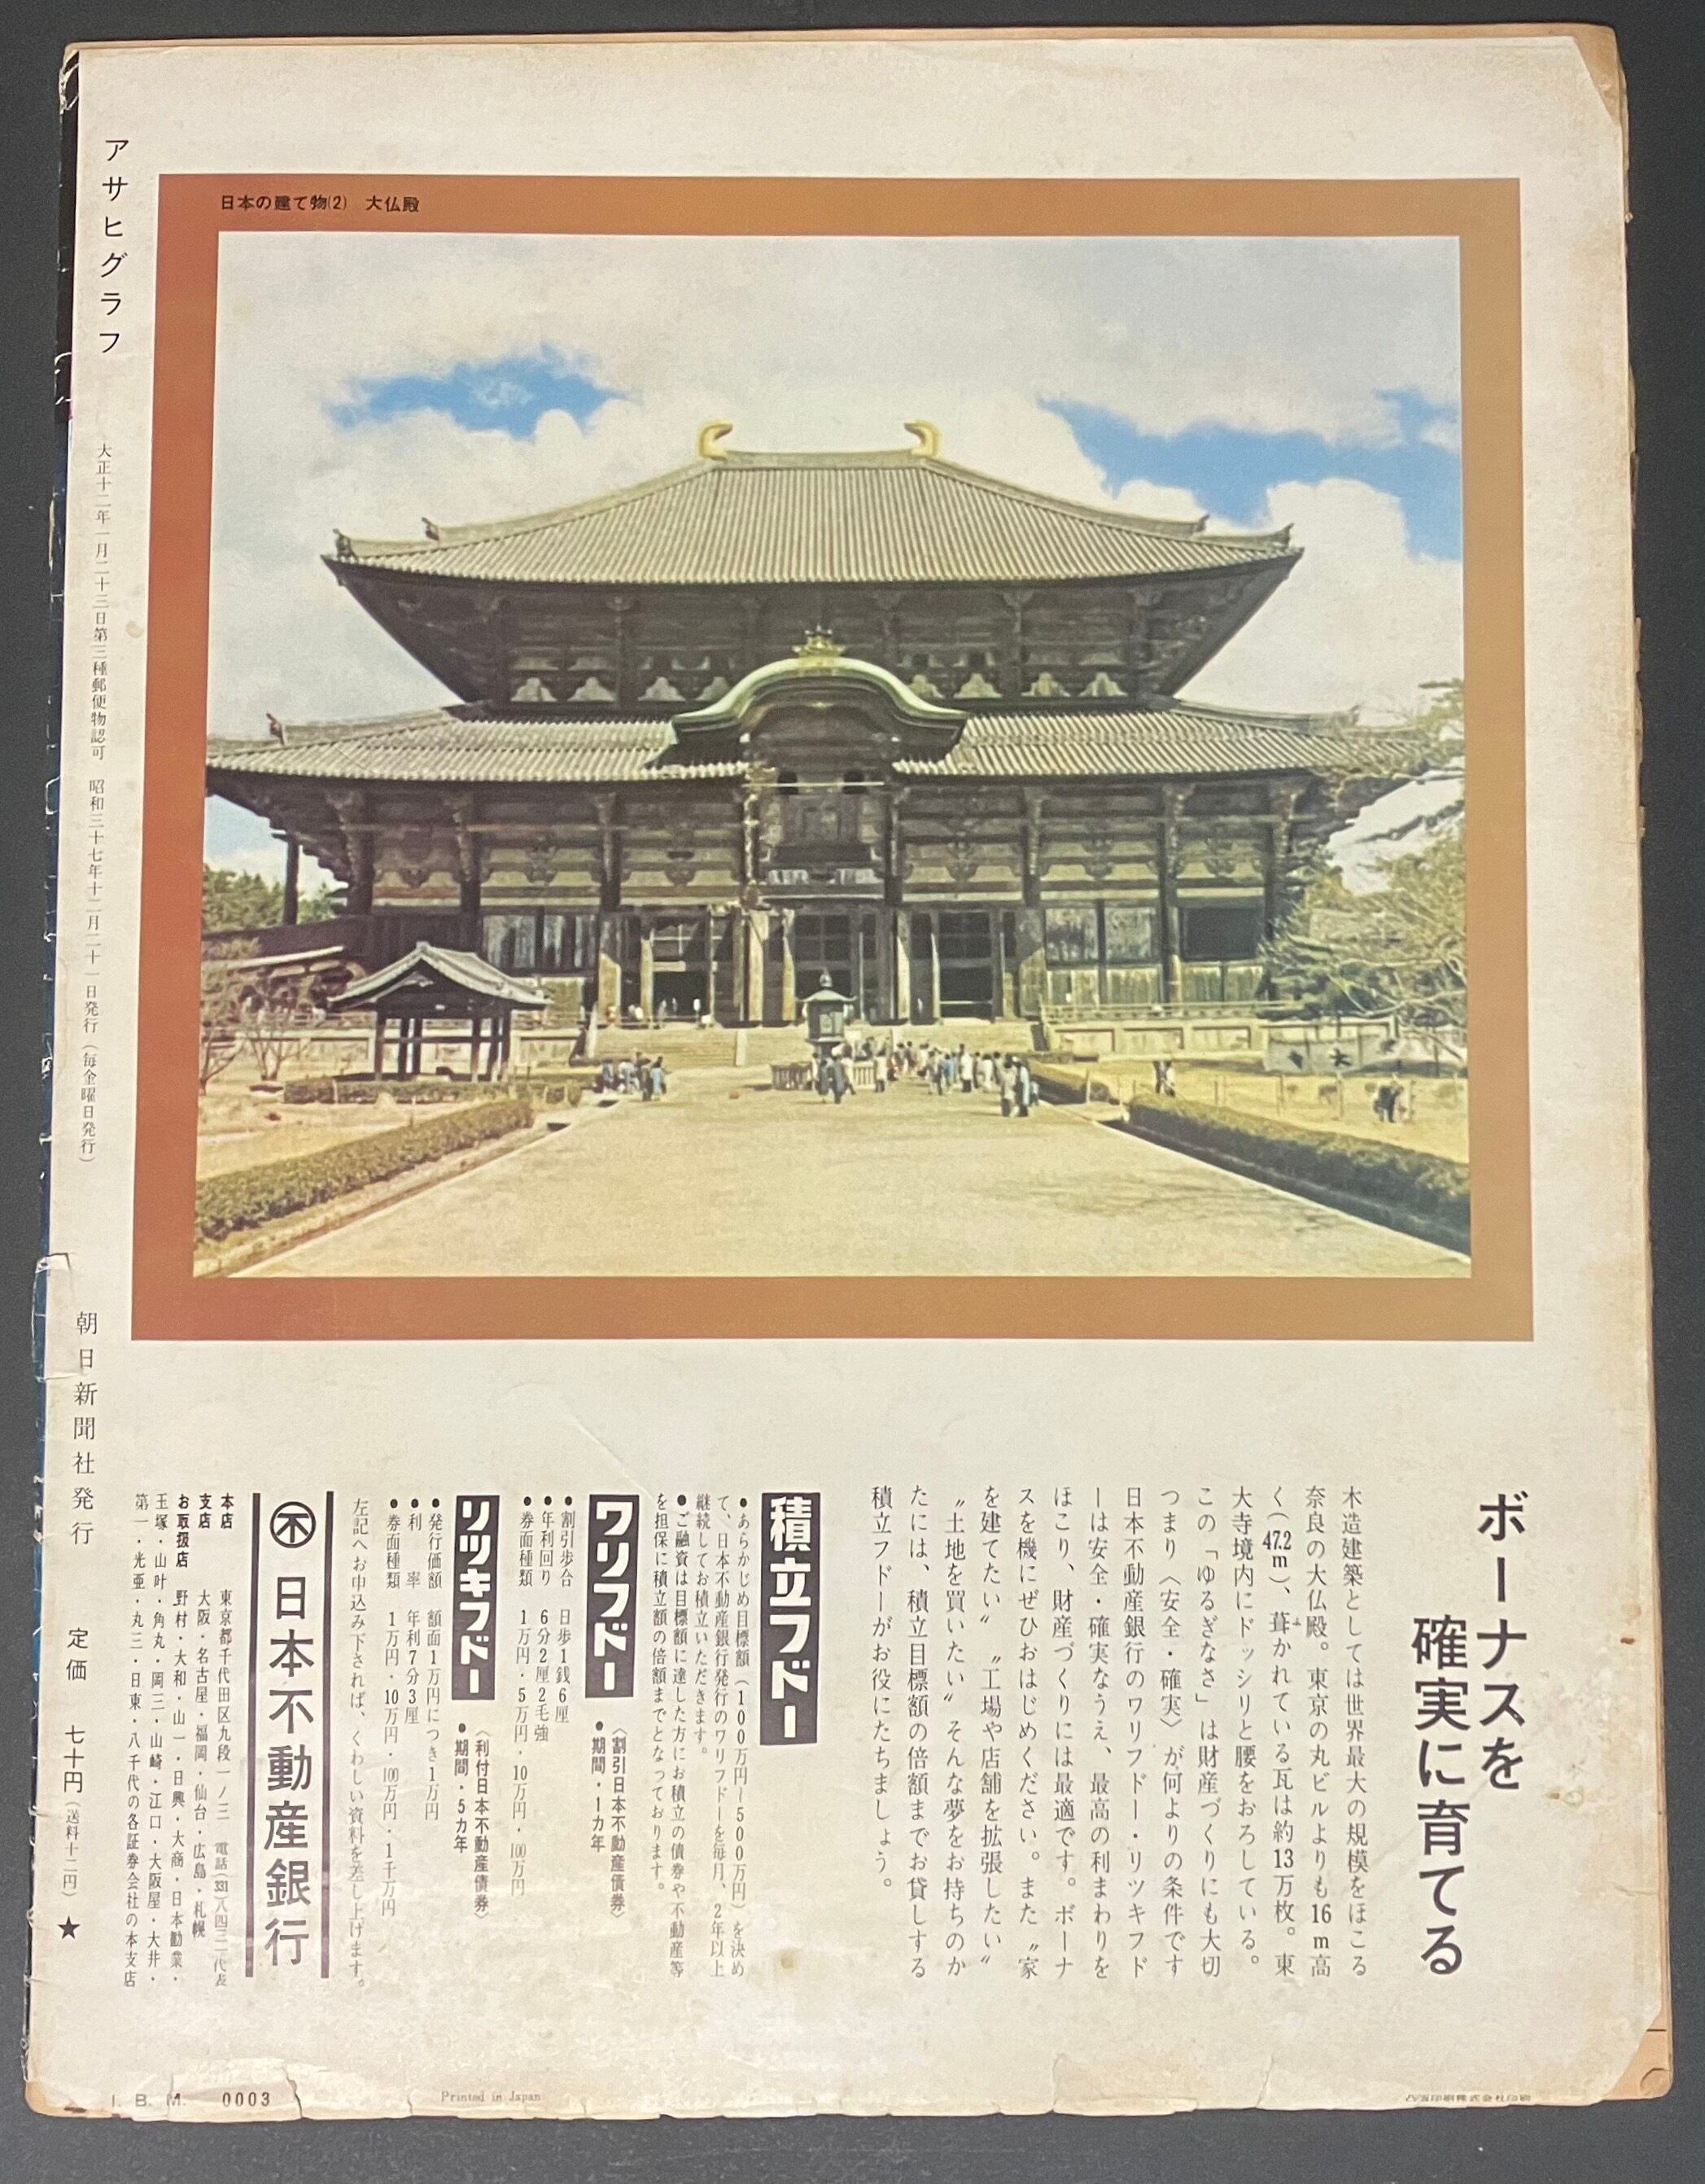 日本の建て物(2)　大仏殿
ボーナスを
確実に育てる
木造建築としては世界最大の規模をほこる
奈良の大仏殿。東京の丸ビルよりも16m高
く(47.2m)、葺かれている瓦は約13万枚。東
大寺境内にドッシリと腰をおろしている。
この「ゆるぎなさ」は財産づくりにも大切
つまり〈安全・確実〉が何よりの条件です
日本不動産銀行のワリフドー・リツキフド
ーは安全・確実なうえ、最高の利まわりを
ほこり、財産づくりには最適です。ボーナ
スを機にぜひおはじめください。また〝家
を建てたい〟〝工場や店舗を拡張したい〟
〝土地を買いたい〟そんな夢をお持ちのか
たには、積立目標額の倍額までお貸しする
積立フドーがお役にたちましょう。
積立フドー
●あらかじめ目標額(100万円~500万円)を決め
て、日本不動産銀行発行のワリフドーを毎月、2年以上
継続してお積立いただきます。
●ご融資は目標額に達した方にお積立の債券や不動産等
を担保に積立額の倍額までとなっております。
ワリフドー
〈割引日本不動産債券〉
●期間・1カ年
●割引歩合　日歩1銭6厘
●年利回り　6分2厘2毛強
●券面種類　1万円・5万円・10万円・100万円
リツキフドー
〈利付日本不動産債券〉
●期間・5カ年
●発行価額　額面1万円につき1万円
●利　率　年利7分3厘
●券面種類　1万円・10万円・100万円・1千万円
左記へお申込み下されば、くわしい資料を差し上げます。
不 日本不動産銀行
本店　東京都千代田区九段一ノ三　電話(331)八四三一代表
支店　大阪・名古屋・福岡・仙台・広島・札幌
お取扱店　野村・大和・山一・日興・大商・日本勧業・
玉塚・山叶・角丸・岡三・山崎・江口・大阪屋・大井・
第一・光亜・丸三・日東・八千代の各証券会社の本支店
アサヒグラフ
大正十二年一月二十三日第三種郵便物認可　昭和三十七年十二月二十一日発行(毎金曜日発行)
朝日新聞社発行
定価　七十円(送料十二円)★
I. B. M. 0003
Printed in Japan